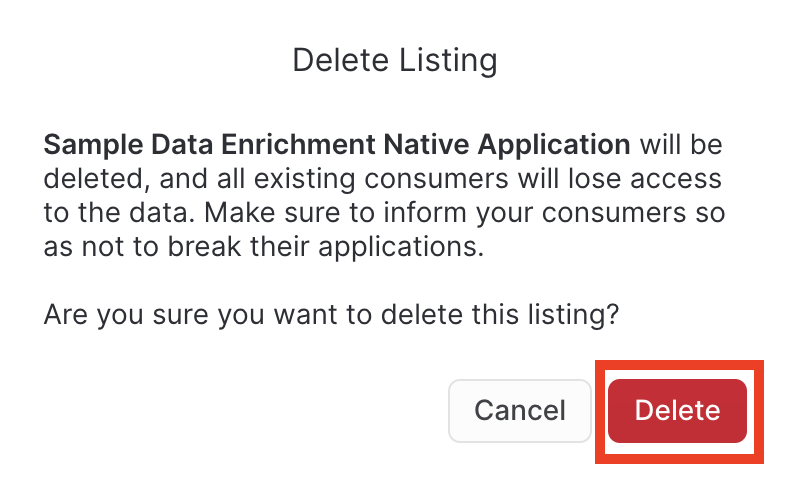 Delete Listing
Sample Data Enrichment Native Application will be
deleted, and all existing consumers will lose access
to the data. Make sure to inform your consumers so
as not to break their applications.
Are you sure you want to delete this listing?
Cancel
Delete